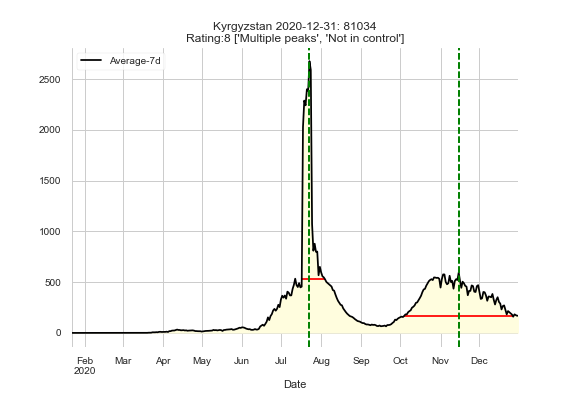 Kyrgyzstan 2020-12-31: 81034
Rating:8 ['Multiple peaks', 'Not in control']
Average-7d
2500
2000
1500
1000
500
0
Feb Mar Apr May Jun Jul Aug Sep Oct Nov Dec
2020
Date